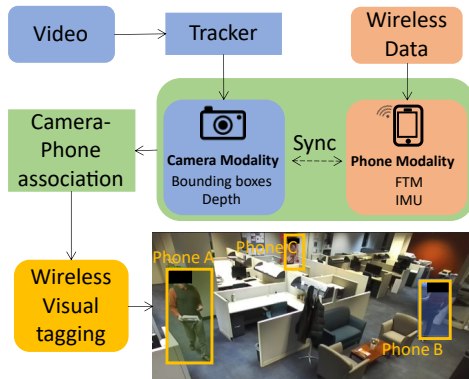 Video
Tracker
Wireless
Data
Camera-
Phone
association
Camera Modality
Bounding boxes
Depth
Sync
Phone Modality
FTM
IMU
Wireless
Visual
tagging
Phone A
Phone C
Phone B